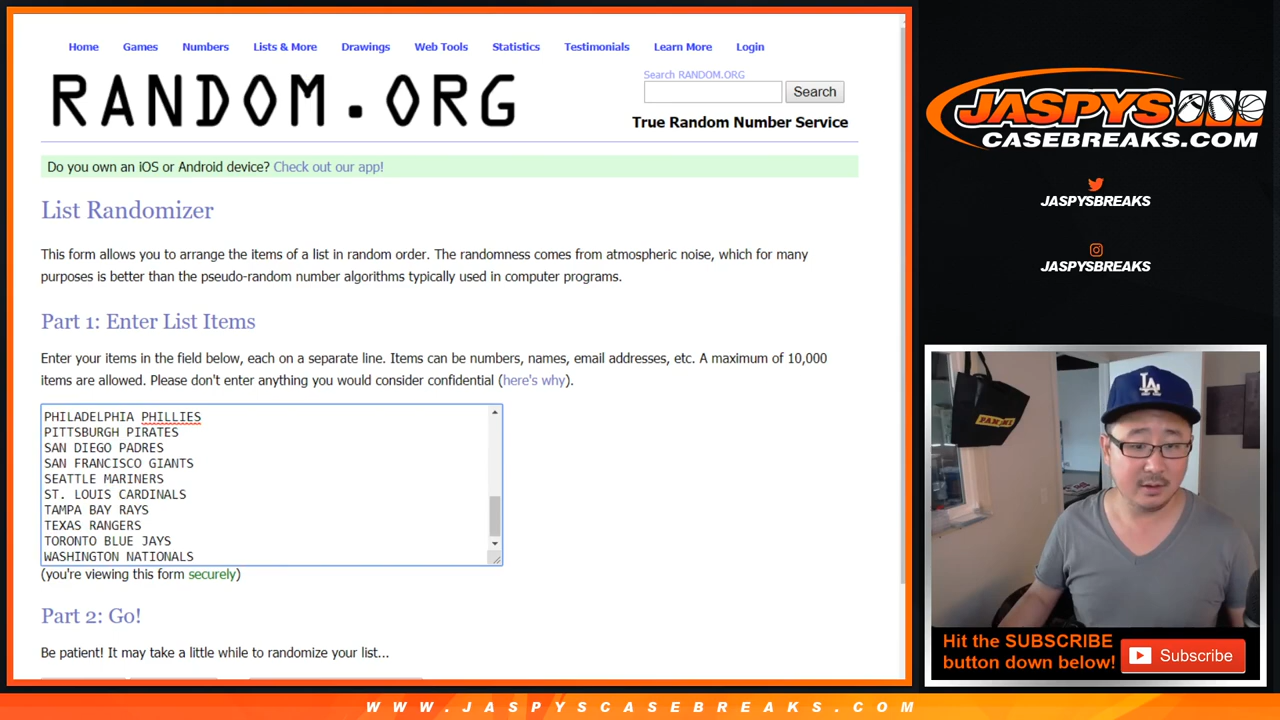 Home Games Numbers Lists & More Drawings Web Tools Statistics Testimonials Learn More Login
RANDOM.ORG
Search RANDOM.ORG
Search
True Random Number Service
Do you own an iOS or Android device? Check out our app!
List Randomizer
This form allows you to arrange the items of a list in random order. The randomness comes from atmospheric noise, which for many
purposes is better than the pseudo-random number algorithms typically used in computer programs.
Part 1: Enter List Items
Enter your items in the field below, each on a separate line. Items can be numbers, names, email addresses, etc. A maximum of 10,000
items are allowed. Please don't enter anything you would consider confidential (here's why).
PHILADELPHIA PHILLIES
PITTSBURGH PIRATES
SAN DIEGO PADRES
SAN FRANCISCO GIANTS
SEATTLE MARINERS
ST. LOUIS CARDINALS
TAMPA BAY RAYS
TEXAS RANGERS
TORONTO BLUE JAYS
WASHINGTON NATIONALS
(you're viewing this form securely)
Part 2: Go!
Be patient! It may take a little while to randomize your list...
JASPYS
CASEBREAKS.COM
JASPYSBREAKS
JASPYSBREAKS
PANINI
LA
Hit the SUBSCRIBE
button down below!
Subscribe
WWW.JASPYSCASEBREAKS.COM